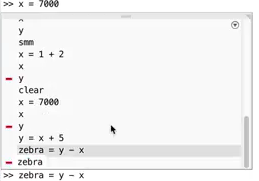 >> x = 7000
x
y
smm
x = 1 + 2
x
y
clear
x = 7000
x
y
y = x + 5
zebra = y - x
zebra
>> zebra = y - x